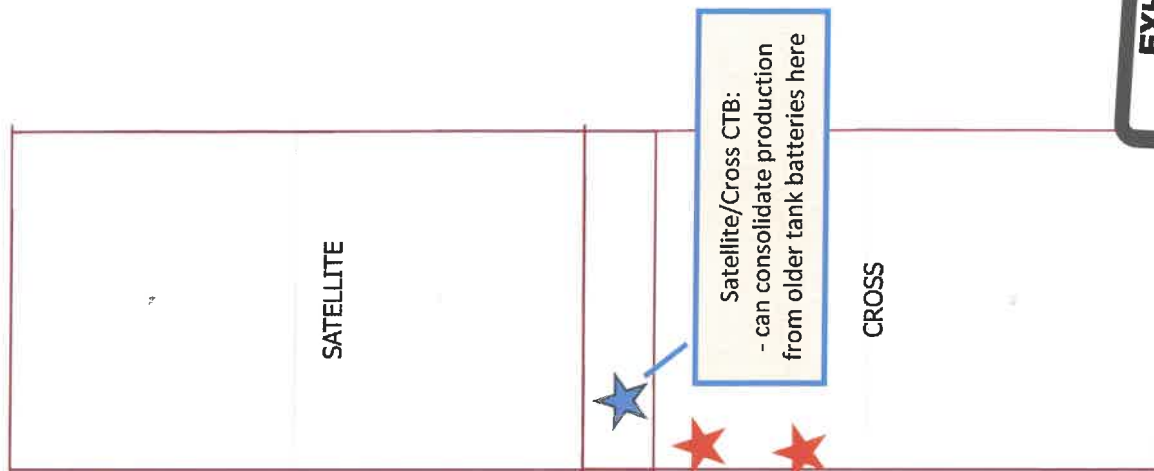 SATELLITE
Satellite/Cross CTB:
- can consolidate production
from older tank batteries here
CROSS